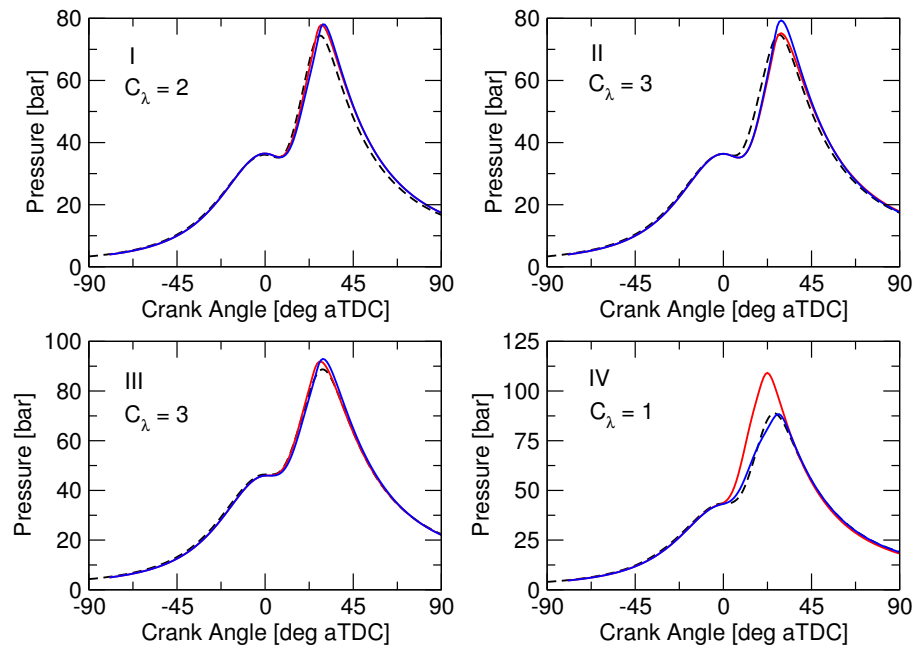 80
60
40
20
0
Pressure [bar]
I
C_λ = 2
-90 -45 0 45 90
Crank Angle [deg aTDC]
80
60
40
20
0
Pressure [bar]
II
C_λ = 3
-90 -45 0 45 90
Crank Angle [deg aTDC]
100
80
60
40
20
0
Pressure [bar]
III
C_λ = 3
-90 -45 0 45 90
Crank Angle [deg aTDC]
125
100
75
50
25
0
Pressure [bar]
IV
C_λ = 1
-90 -45 0 45 90
Crank Angle [deg aTDC]